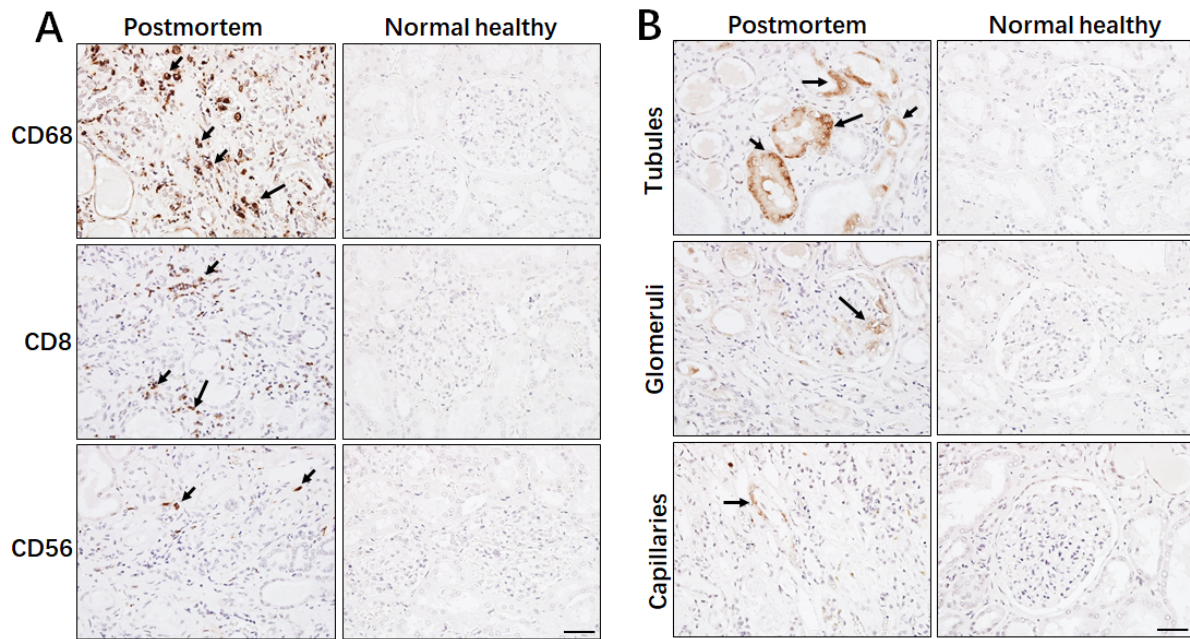 A
Postmortem
Normal healthy
CD68
CD8
CD56
B
Postmortem
Normal healthy
Tubules
Glomeruli
Capillaries